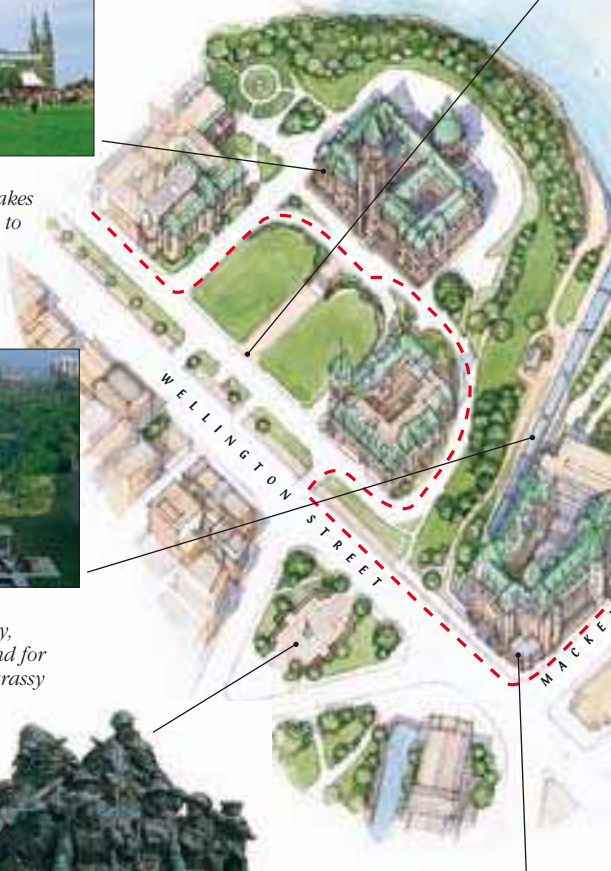 akes
to
WELLINGTON STREET
y,
nd for
rassy
MACKE